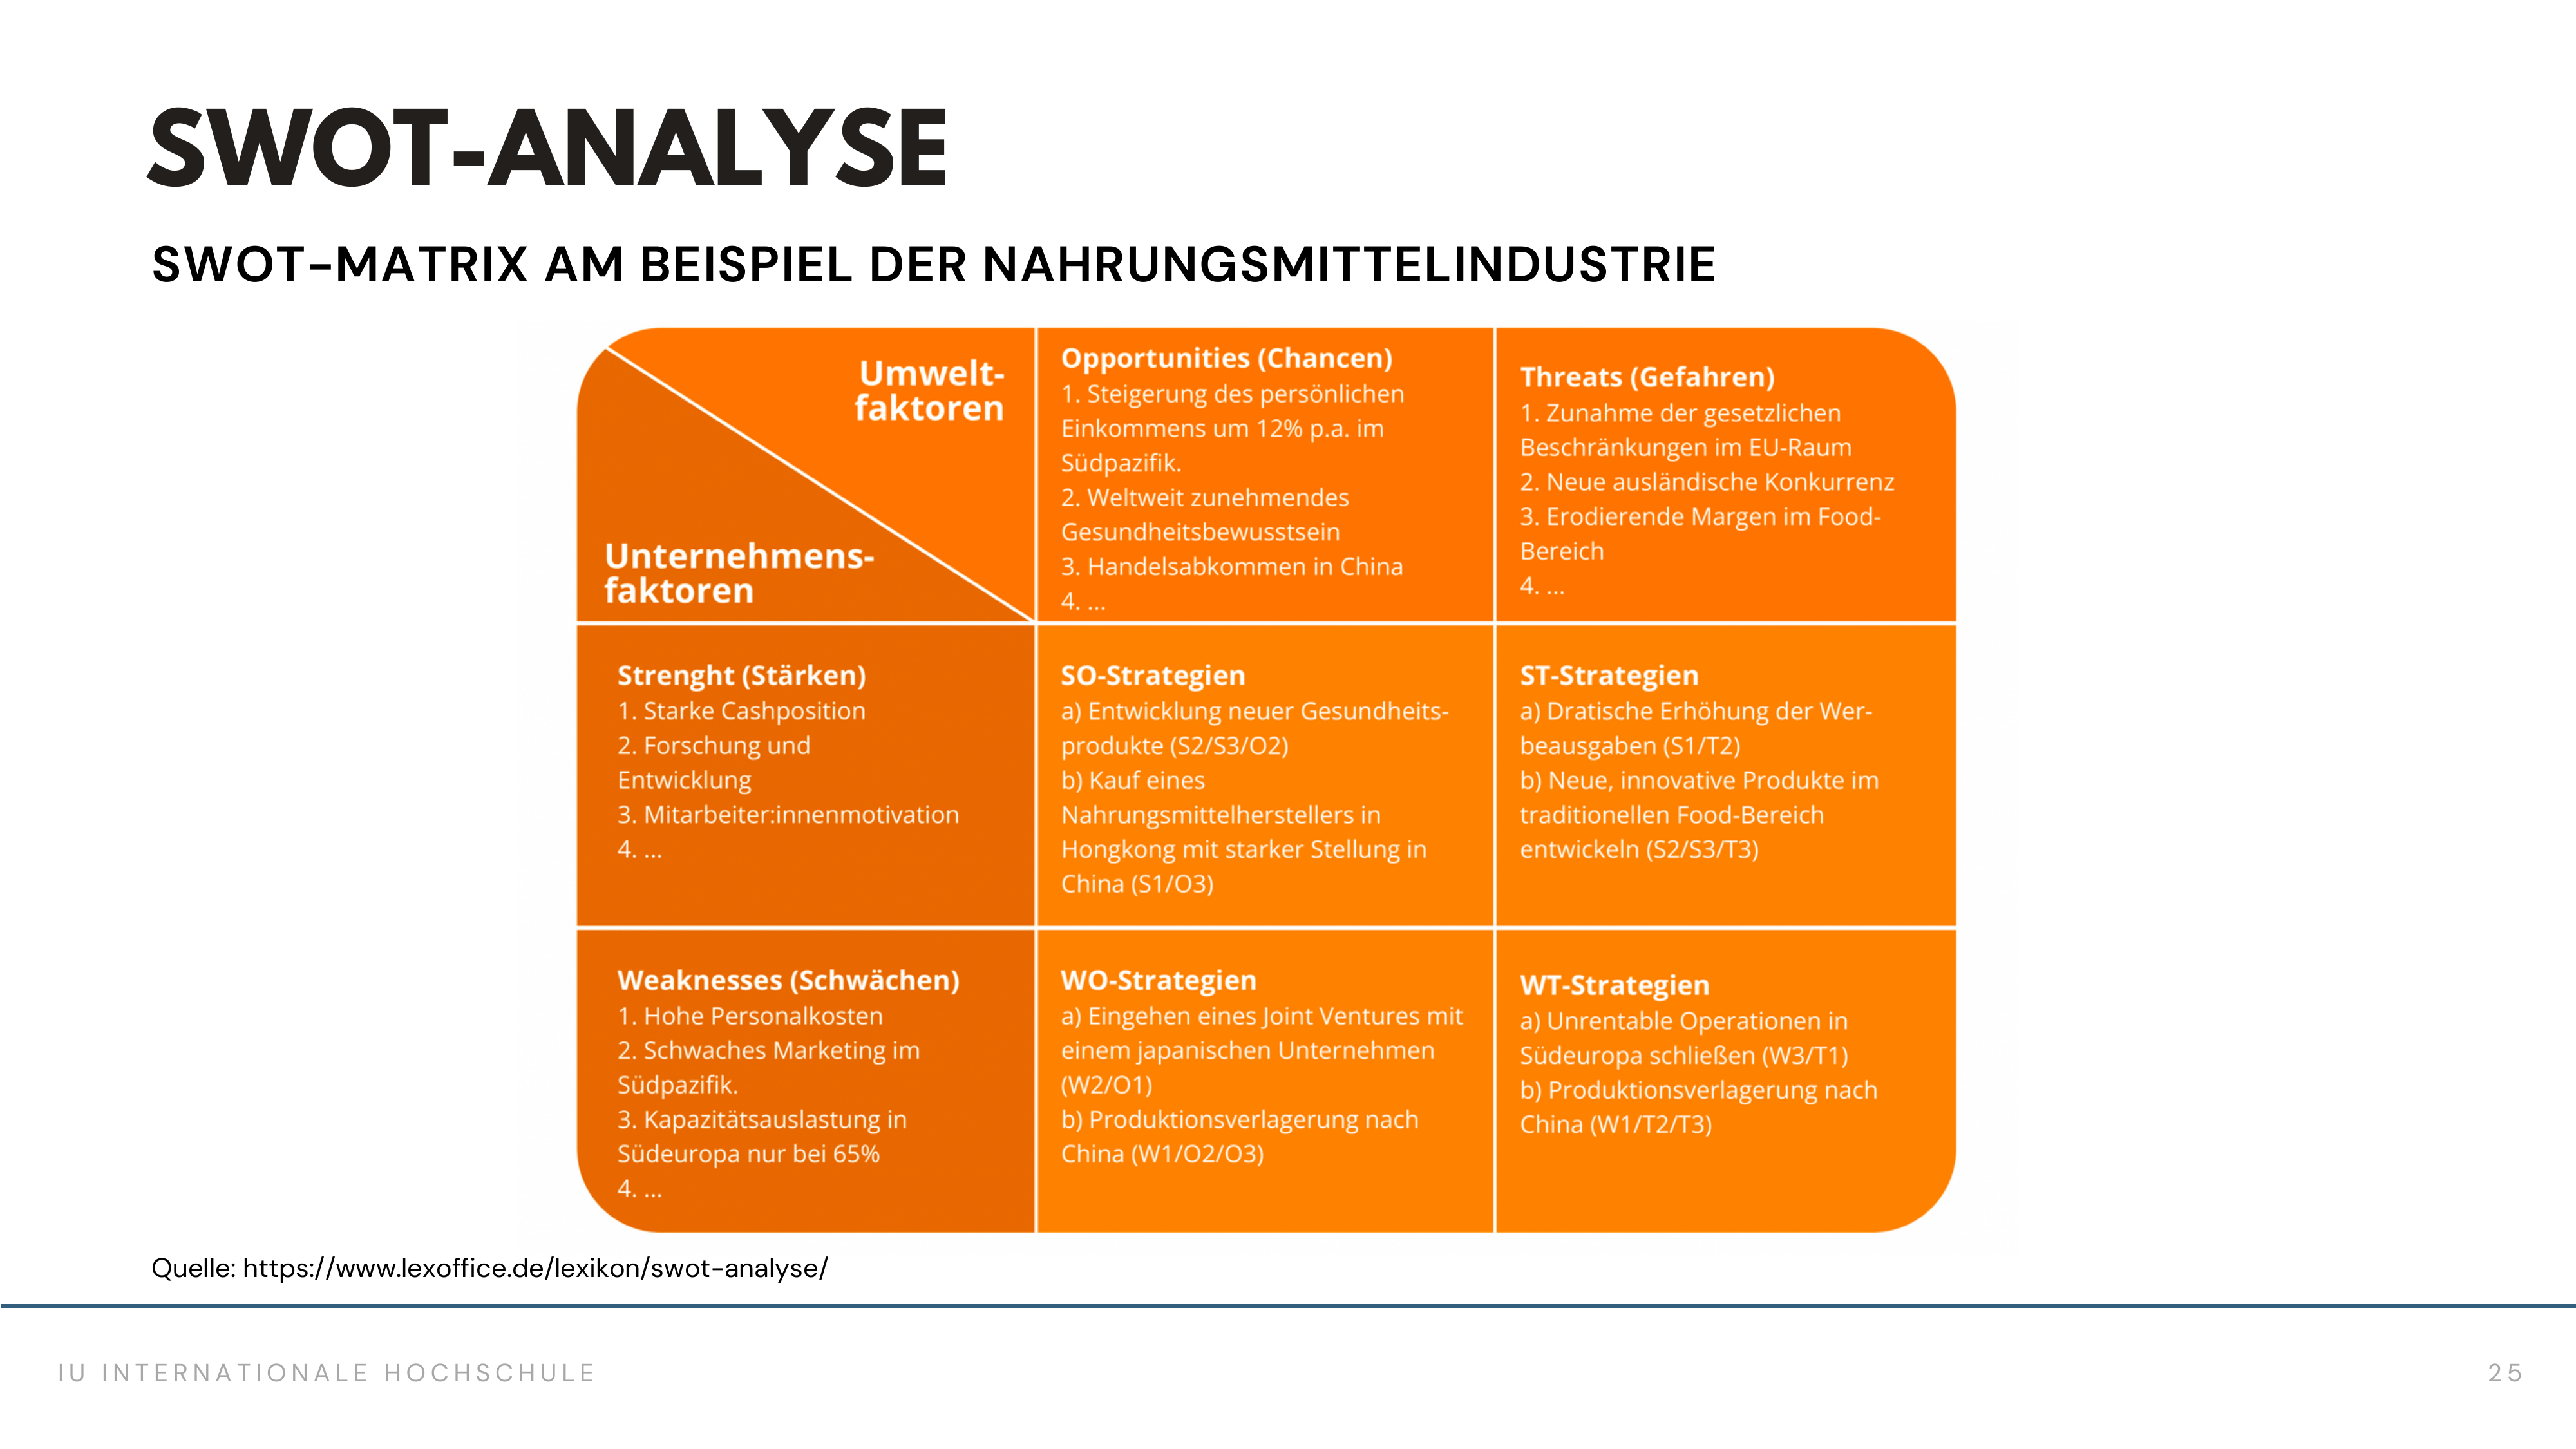 SWOT-ANALYSE
SWOT-MATRIX AM BEISPIEL DER NAHRUNGSMITTELINDUSTRIE
Umwelt-
faktoren
Unternehmens-
faktoren
Opportunities (Chancen)
1. Steigerung des persönlichen
Einkommens um 12% p.a. im
Südpazifik.
2. Weltweit zunehmendes
Gesundheitsbewusstsein
3. Handelsabkommen in China
4. ...
Threats (Gefahren)
1. Zunahme der gesetzlichen
Beschränkungen im EU-Raum
2. Neue ausländische Konkurrenz
3. Erodierende Margen im Food-
Bereich
4. ...
Strenght (Stärken)
1. Starke Cashposition
2. Forschung und
Entwicklung
3. Mitarbeiter:innenmotivation
4. ...
SO-Strategien
a) Entwicklung neuer Gesundheits-
produkte (S2/S3/O2)
b) Kauf eines
Nahrungsmittelherstellers in
Hongkong mit starker Stellung in
China (S1/O3)
ST-Strategien
a) Dratische Erhöhung der Wer-
beausgaben (S1/T2)
b) Neue, innovative Produkte im
traditionellen Food-Bereich
entwickeln (S2/S3/T3)
Weaknesses (Schwächen)
1. Hohe Personalkosten
2. Schwaches Marketing im
Südpazifik.
3. Kapazitätsauslastung in
Südeuropa nur bei 65%
4. ...
WO-Strategien
a) Eingehen eines Joint Ventures mit
einem japanischen Unternehmen
(W2/O1)
b) Produktionsverlagerung nach
China (W1/O2/O3)
WT-Strategien
a) Unrentable Operationen in
Südeuropa schließen (W3/T1)
b) Produktionsverlagerung nach
China (W1/T2/T3)
Quelle: https://www.lexoffice.de/lexikon/swot-analyse/
IU INTERNATIONALE HOCHSCHULE
25